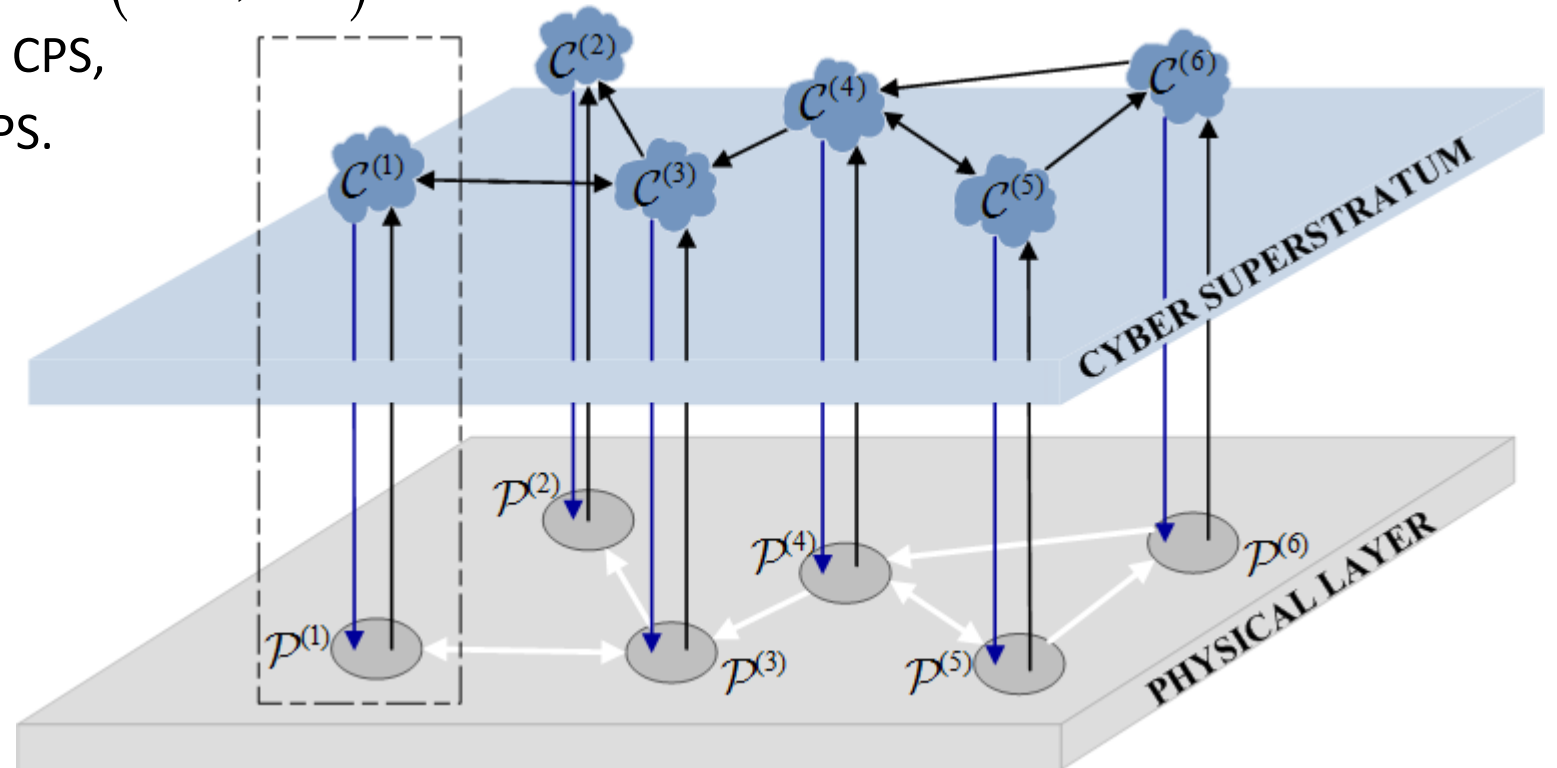 CPS,
PS.
C^(2)
C^(4)
C^(6)
C^(1)
C^(3)
C^(5)
CYBER SUPERSTRATUM
P^(2)
P^(4)
P^(6)
P^(1)
P^(3)
P^(5)
PHYSICAL LAYER